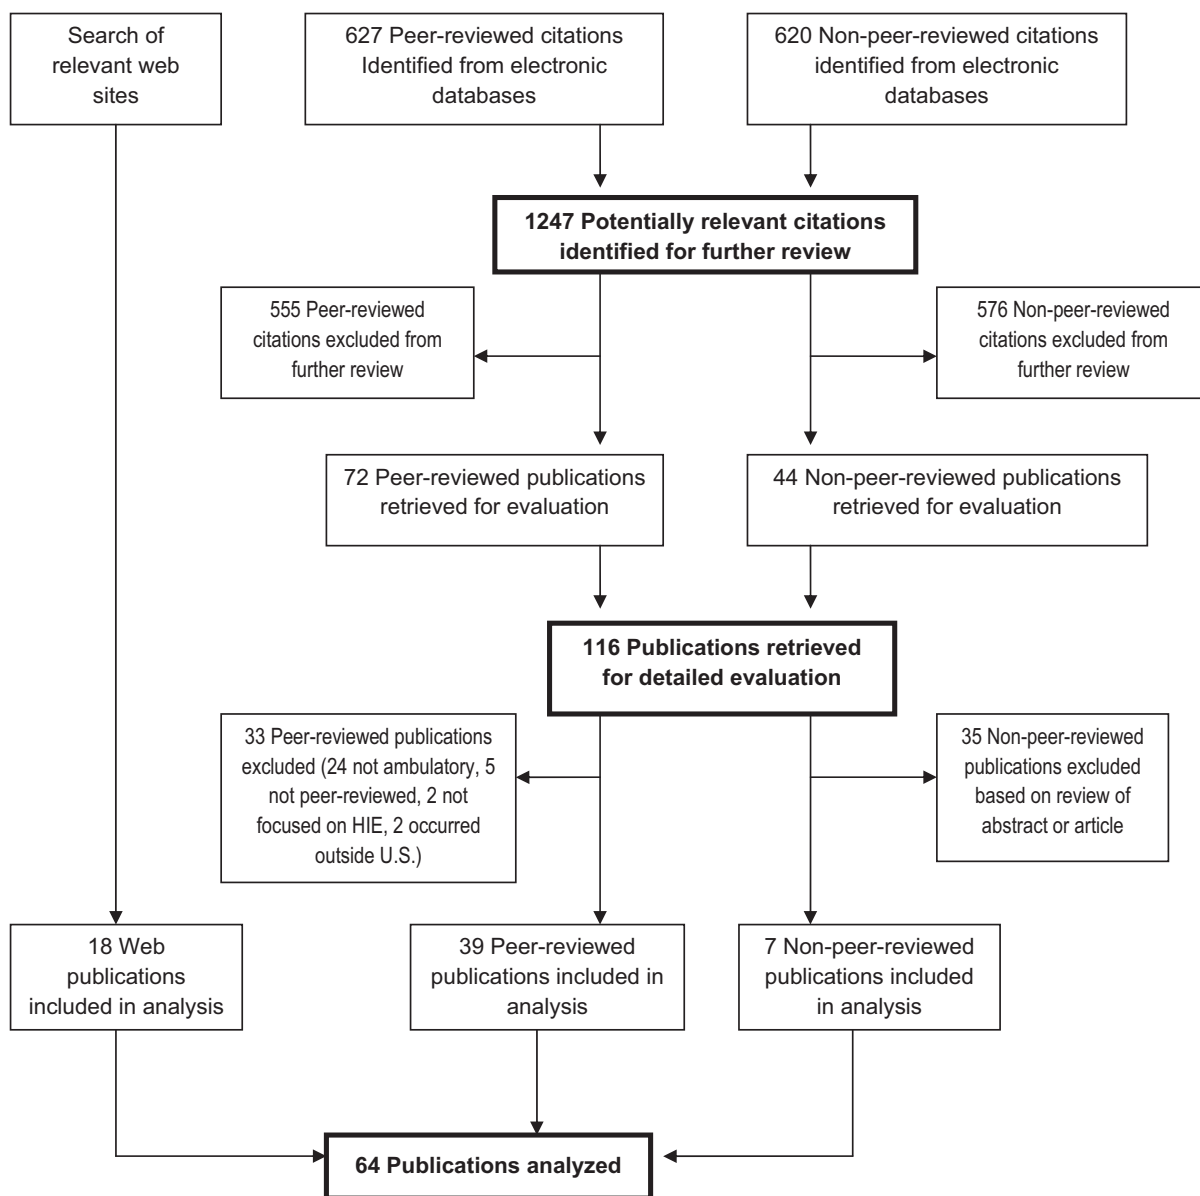 Search of
relevant web
sites
627 Peer-reviewed citations
Identified from electronic
databases
620 Non-peer-reviewed citations
identified from electronic
databases
1247 Potentially relevant citations
identified for further review
555 Peer-reviewed
citations excluded from
further review
576 Non-peer-reviewed
citations excluded from
further review
72 Peer-reviewed publications
retrieved for evaluation
44 Non-peer-reviewed publications
retrieved for evaluation
116 Publications retrieved
for detailed evaluation
33 Peer-reviewed publications
excluded (24 not ambulatory, 5
not peer-reviewed, 2 not
focused on HIE, 2 occurred
outside U.S.)
35 Non-peer-reviewed
publications excluded
based on review of
abstract or article
18 Web
publications
included in analysis
39 Peer-reviewed
publications included in
analysis
7 Non-peer-reviewed
publications included
in analysis
64 Publications analyzed